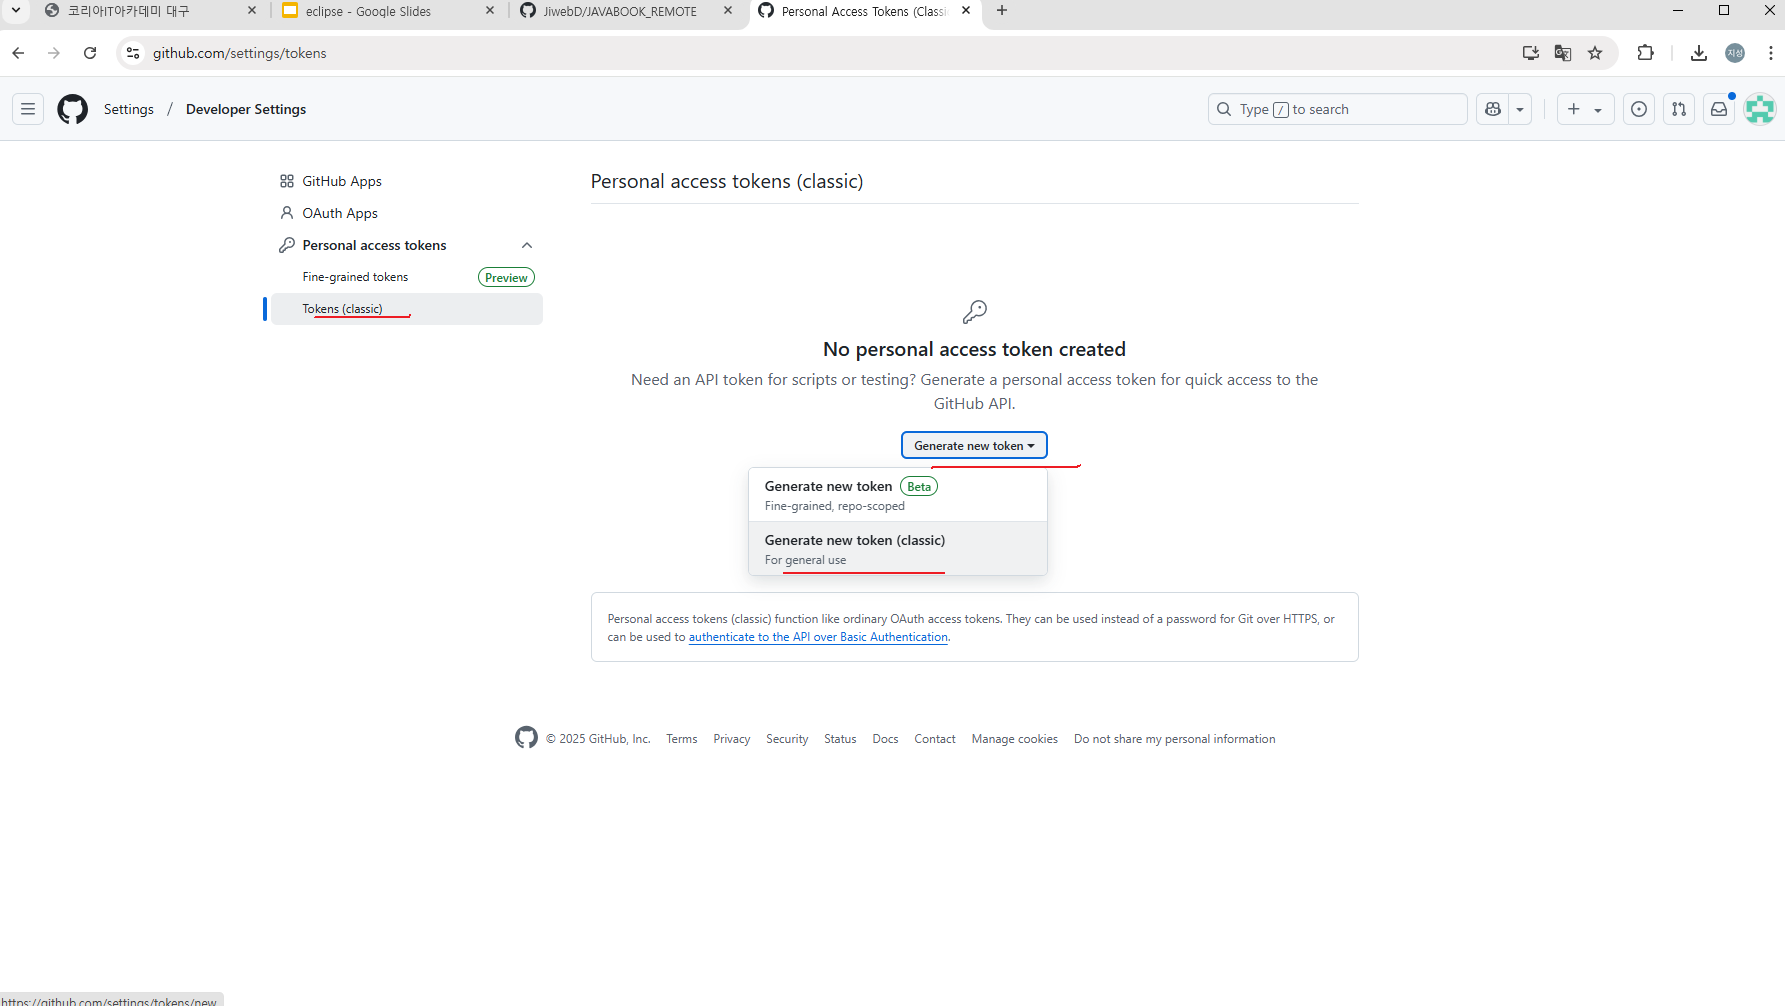 코리아IT아카데미 대구
eclipse - Google Slides
JiwebD/JAVABOOK_REMOTE
Personal Access Tokens (Classi
github.com/settings/tokens
지성
Settings / Developer Settings
Type / to search
GitHub Apps
OAuth Apps
Personal access tokens
Fine-grained tokens Preview
Tokens (classic)
Personal access tokens (classic)
No personal access token created
Need an API token for scripts or testing? Generate a personal access token for quick access to the
GitHub API.
Generate new token
Generate new token Beta
Fine-grained, repo-scoped
Generate new token (classic)
For general use
Personal access tokens (classic) function like ordinary OAuth access tokens. They can be used instead of a password for Git over HTTPS, or
can be used to authenticate to the API over Basic Authentication.
© 2025 GitHub, Inc. Terms Privacy Security Status Docs Contact Manage cookies Do not share my personal information
https://github.com/settings/tokens/new